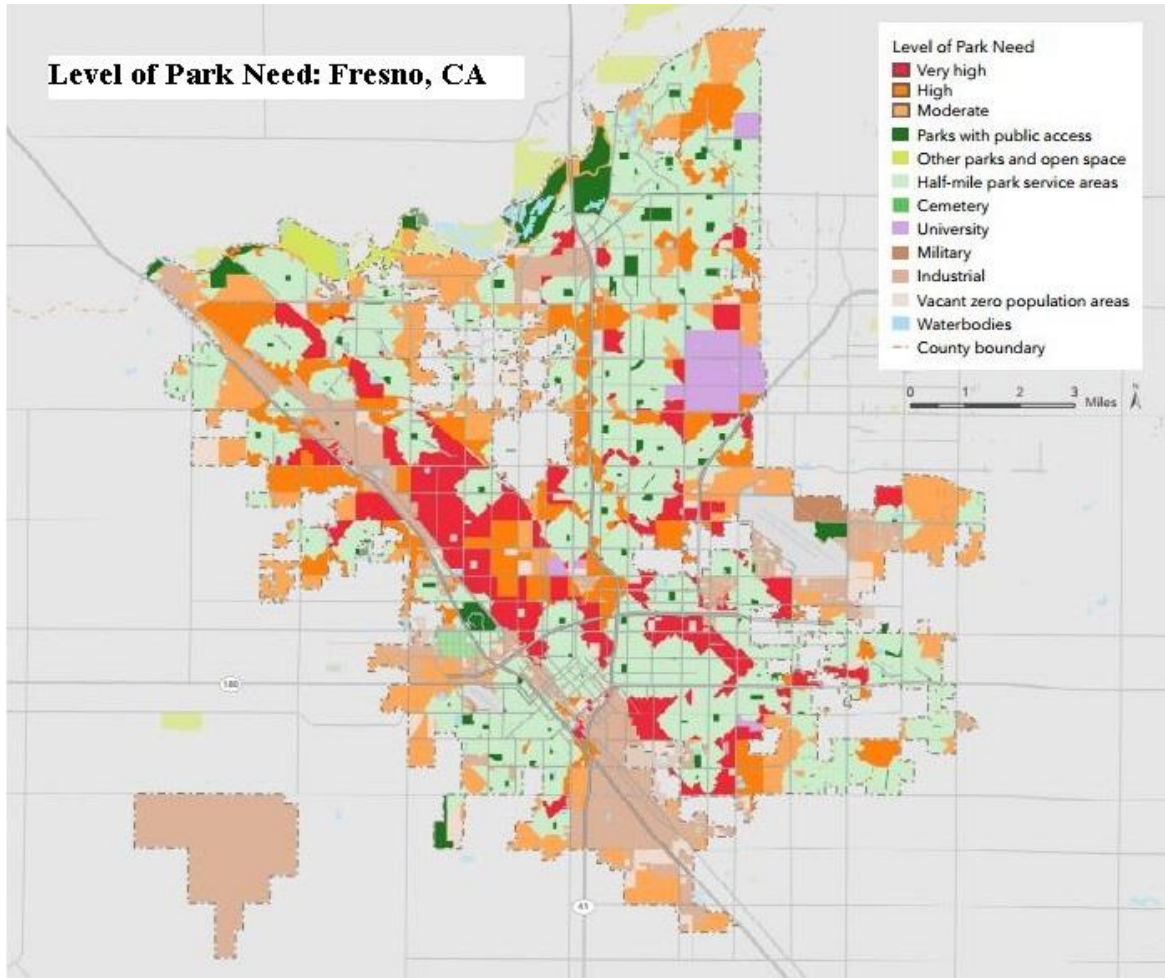 Level of Park Need: Fresno, CA
Level of Park Need
Very high
High
Moderate
Parks with public access
Other parks and open space
Half-mile park service areas
Cemetery
University
Military
Industrial
Vacant zero population areas
Waterbodies
County boundary
0 1 2 3 Miles
N
180
41